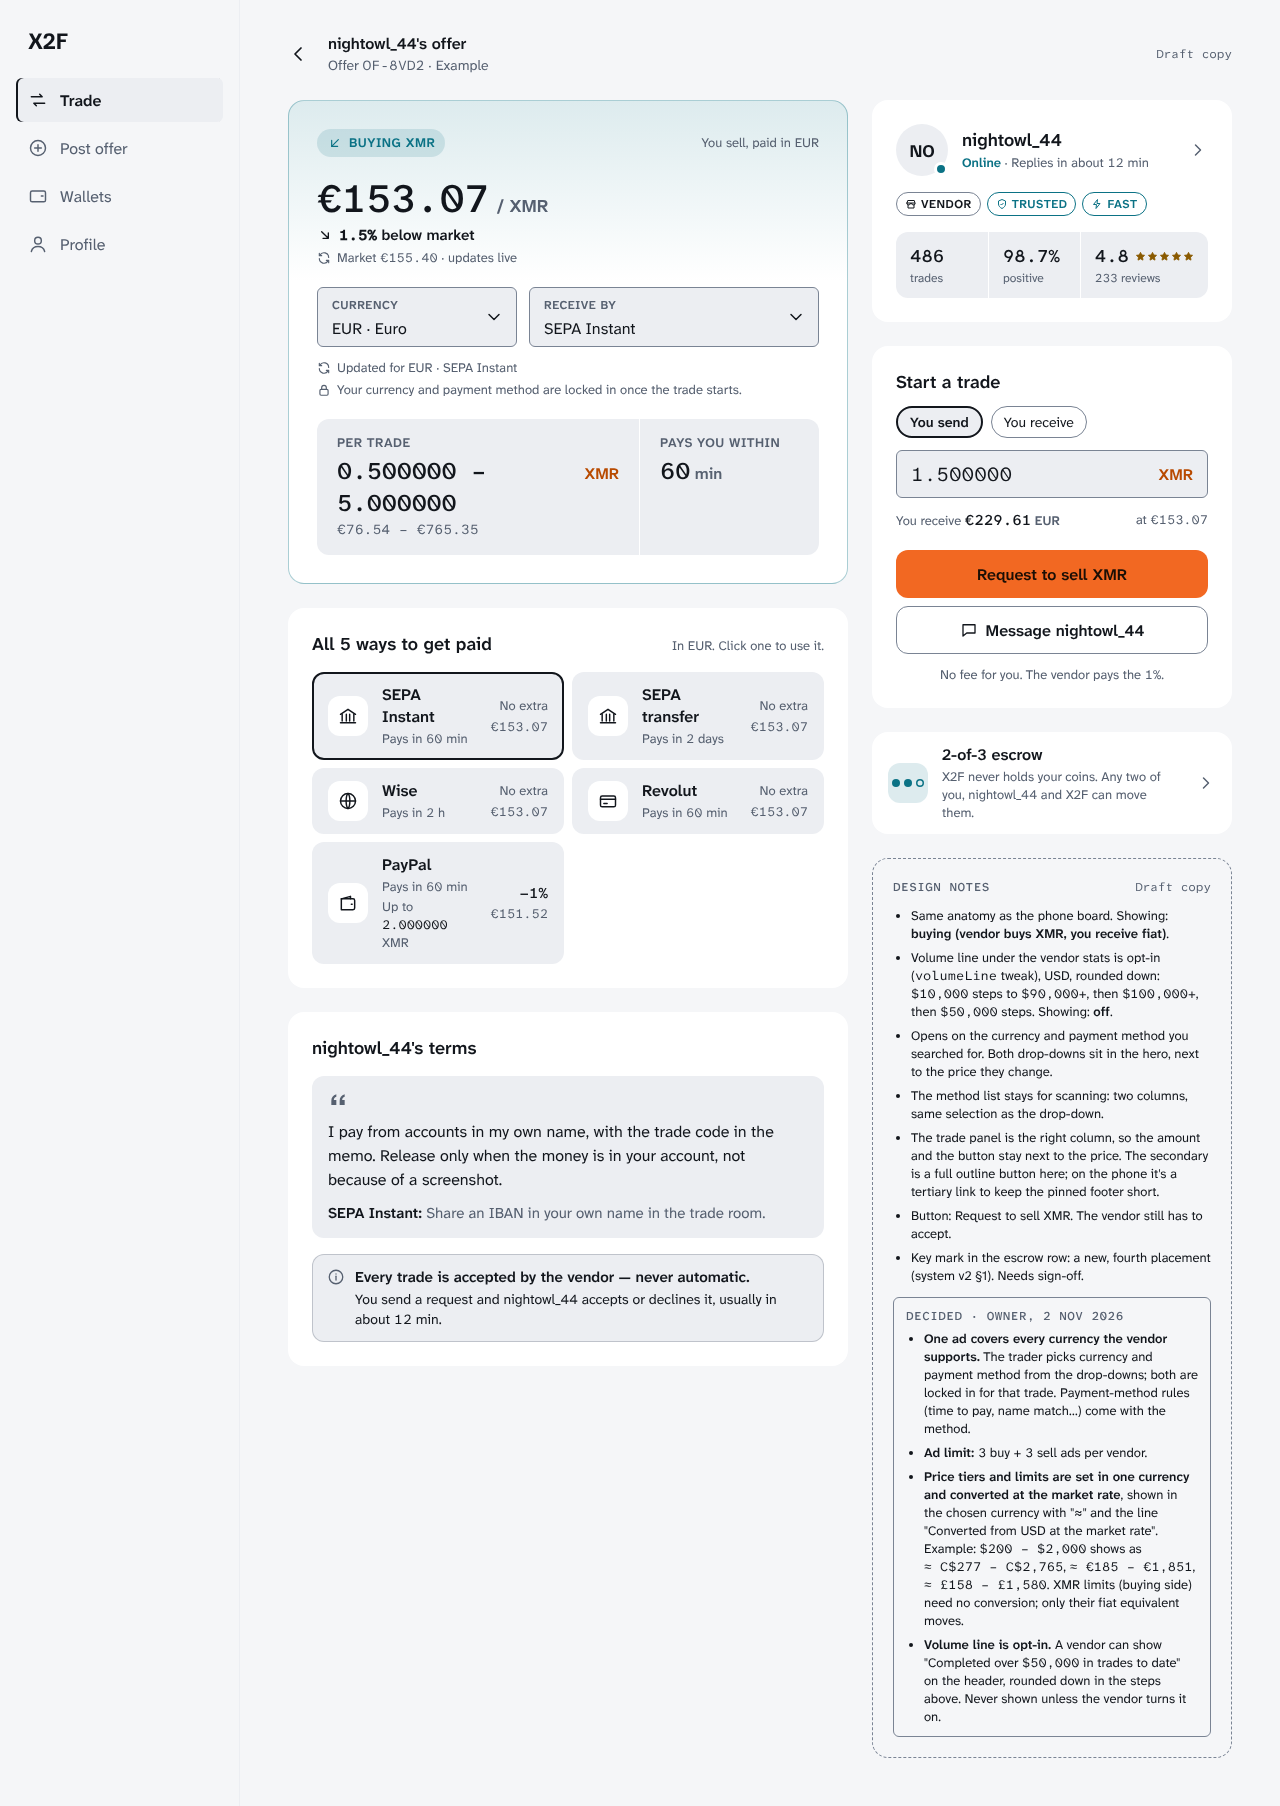 X2F
Trade
Post offer
Wallets
Profile
nightowl_44's offer
Offer OF-8VD2 · Example
Draft copy
BUYING XMR
You sell, paid in EUR
€153.07 / XMR
1.5% below market
Market €155.40 · updates live
CURRENCY
EUR · Euro
RECEIVE BY
SEPA Instant
Updated for EUR · SEPA Instant
Your currency and payment method are locked in once the trade starts.
PER TRADE
0.500000 –
5.000000
XMR
€76.54 – €765.35
PAYS YOU WITHIN
60 min
All 5 ways to get paid
In EUR. Click one to use it.
SEPA
Instant
Pays in 60 min
No extra
€153.07
SEPA
transfer
Pays in 2 days
No extra
€153.07
Wise
Pays in 2 h
No extra
€153.07
Revolut
Pays in 60 min
No extra
€153.07
PayPal
Pays in 60 min
Up to
2.000000
XMR
−1%
€151.52
nightowl_44's terms
“
I pay from accounts in my own name, with the trade code in the
memo. Release only when the money is in your account, not
because of a screenshot.
SEPA Instant: Share an IBAN in your own name in the trade room.
Every trade is accepted by the vendor — never automatic.
You send a request and nightowl_44 accepts or declines it, usually in
about 12 min.
NO
nightowl_44
Online · Replies in about 12 min
VENDOR
TRUSTED
FAST
486
trades
98.7%
positive
4.8 ★★★★★
233 reviews
Start a trade
You send
You receive
1.500000
XMR
You receive €229.61 EUR
at €153.07
Request to sell XMR
Message nightowl_44
No fee for you. The vendor pays the 1%.
2-of-3 escrow
X2F never holds your coins. Any two of
you, nightowl_44 and X2F can move
them.
DESIGN NOTES
Draft copy
• Same anatomy as the phone board. Showing:
buying (vendor buys XMR, you receive fiat).
• Volume line under the vendor stats is opt-in
(volumeLine tweak), USD, rounded down:
$10,000 steps to $90,000+, then $100,000+,
then $50,000 steps. Showing: off.
• Opens on the currency and payment method you
searched for. Both drop-downs sit in the hero, next
to the price they change.
• The method list stays for scanning: two columns,
same selection as the drop-down.
• The trade panel is the right column, so the amount
and the button stay next to the price. The secondary
is a full outline button here; on the phone it's a
tertiary link to keep the pinned footer short.
• Button: Request to sell XMR. The vendor still has to
accept.
• Key mark in the escrow row: a new, fourth placement
(system v2 §1). Needs sign-off.
DECIDED · OWNER, 2 NOV 2026
• One ad covers every currency the vendor
supports. The trader picks currency and
payment method from the drop-downs; both are
locked in for that trade. Payment-method rules
(time to pay, name match…) come with the
method.
• Ad limit: 3 buy + 3 sell ads per vendor.
• Price tiers and limits are set in one currency
and converted at the market rate, shown in
the chosen currency with "≈" and the line
"Converted from USD at the market rate".
Example: $200 – $2,000 shows as
≈ C$277 – C$2,765, ≈ €185 – €1,851,
≈ £158 – £1,580. XMR limits (buying side)
need no conversion; only their fiat equivalent
moves.
• Volume line is opt-in. A vendor can show
"Completed over $50,000 in trades to date"
on the header, rounded down in the steps
above. Never shown unless the vendor turns it
on.